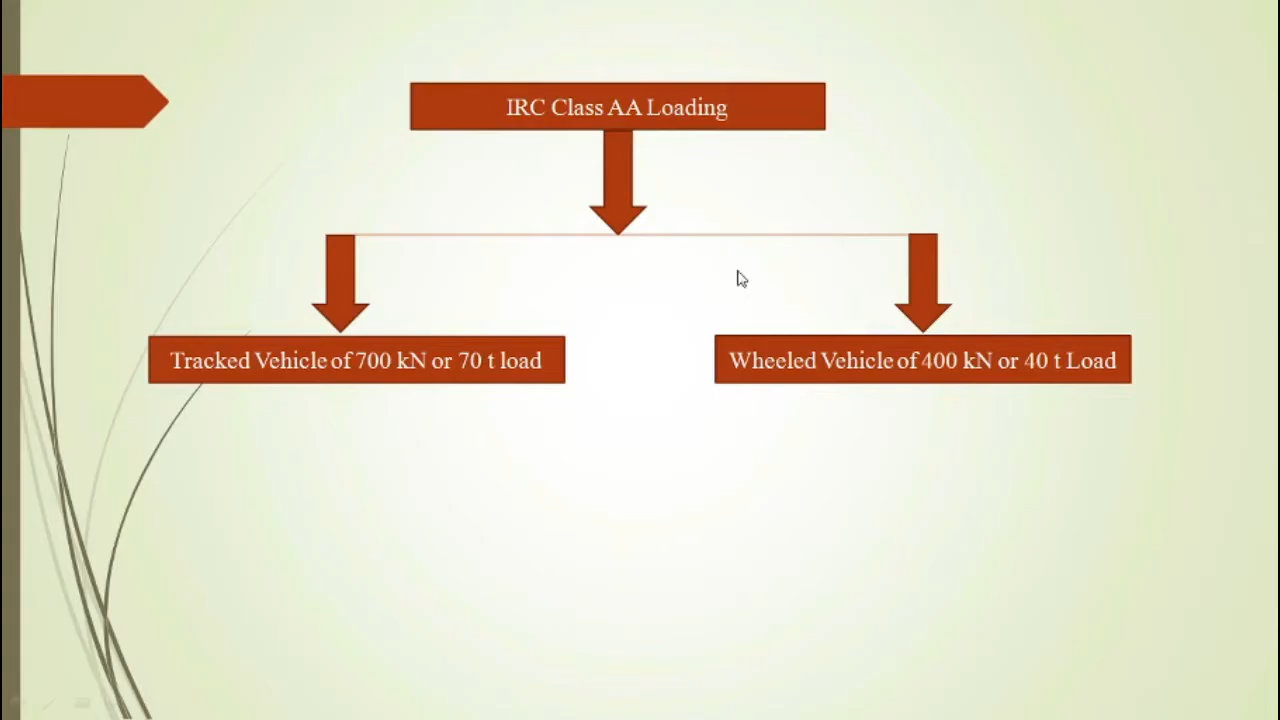 IRC Class AA Loading
Tracked Vehicle of 700 kN or 70 t load
Wheeled Vehicle of 400 kN or 40 t Load